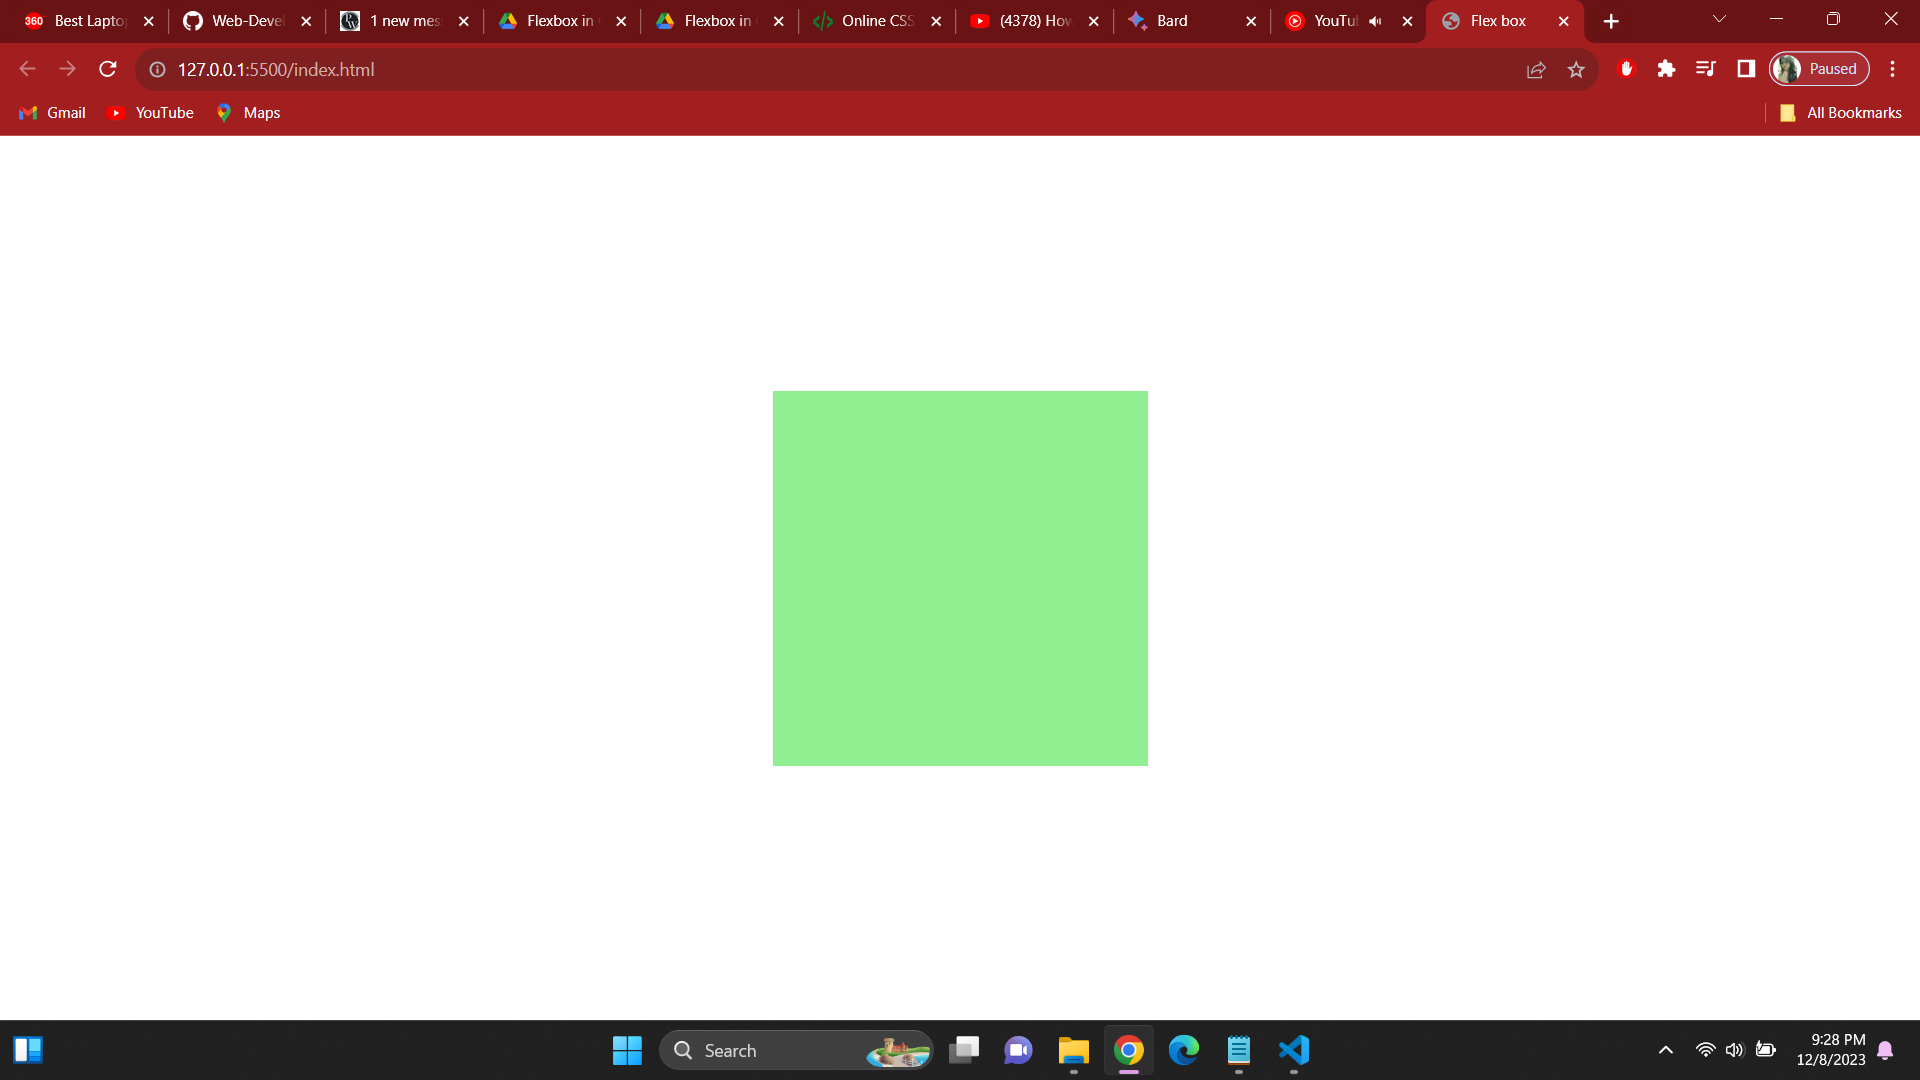 360 Best Lapto
Web-Devel
1 new mes
Flexbox in
Flexbox in
Online CSS
(4378) How
Bard
YouTu
Flex box
127.0.0.1:5500/index.html
Paused
Gmail
YouTube
Maps
All Bookmarks
Search
9:28 PM
12/8/2023